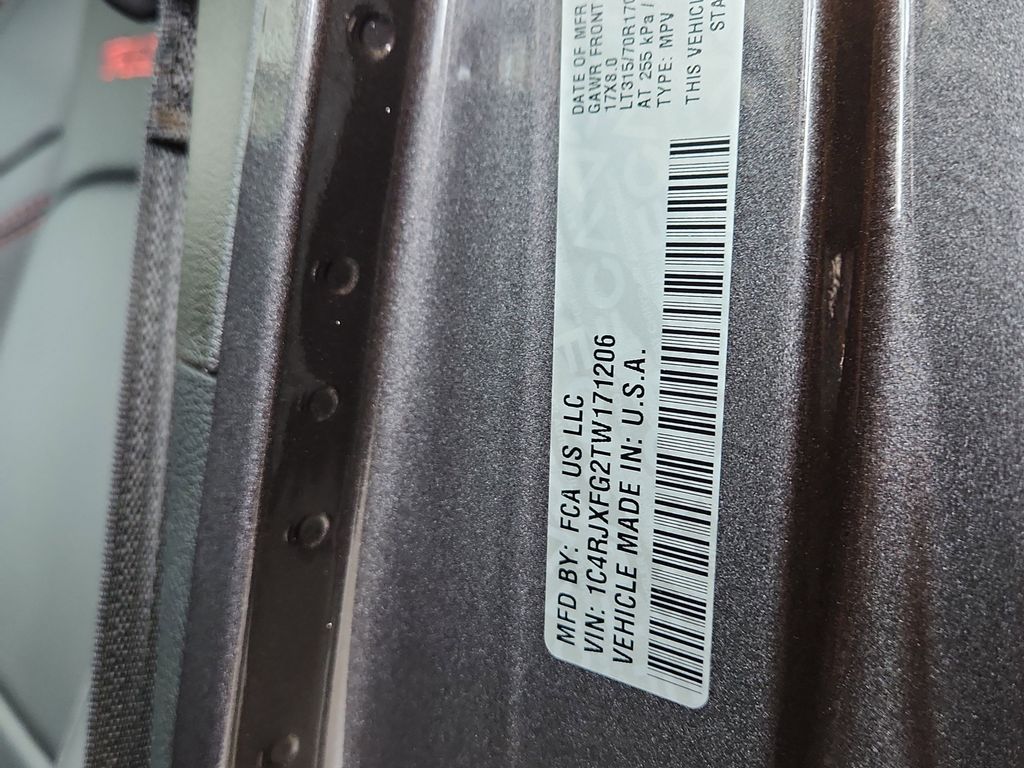 MFD BY: FCA US LLC
VIN: 1C4RJXFG2TW171206
VEHICLE MADE IN: U.S.A.
DATE OF MFR
GAWR FRONT
17X8.0
LT315/70R17
AT 255 kPa /
TYPE: MPV
THIS VEHICL
STA